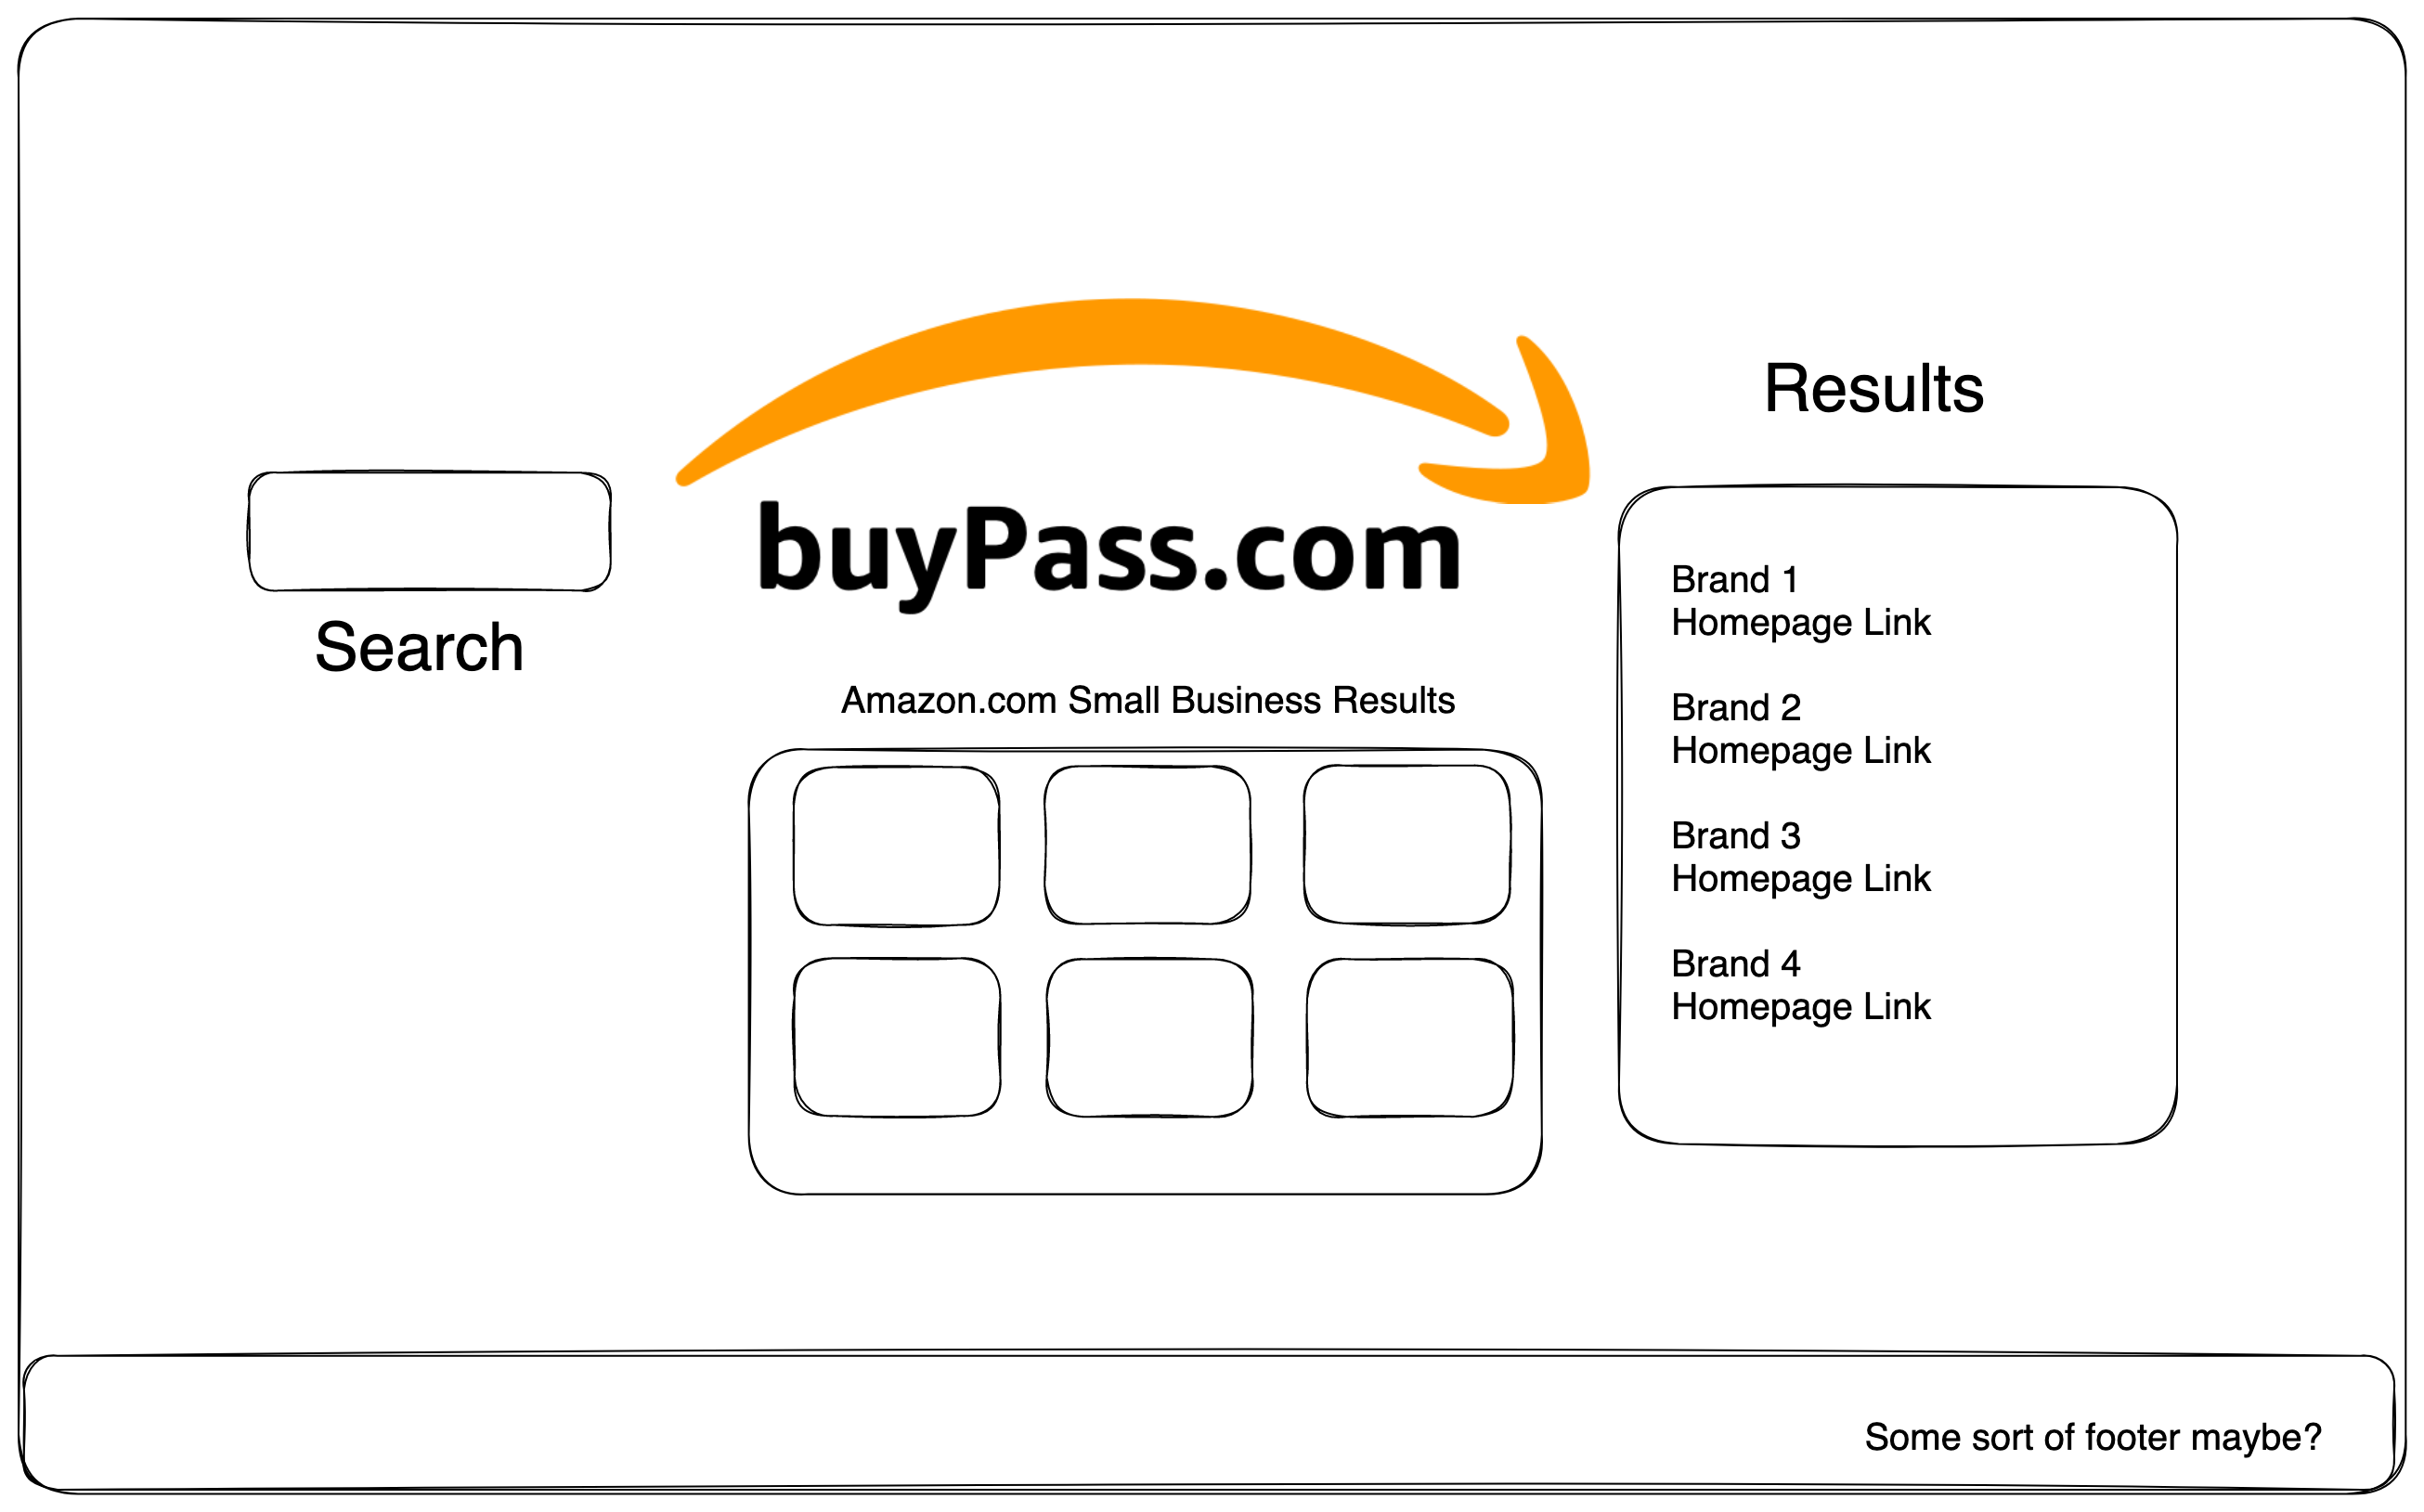 Search
buyPass.com
Amazon.com Small Business Results
Results
Brand 1
Homepage Link
Brand 2
Homepage Link
Brand 3
Homepage Link
Brand 4
Homepage Link
Some sort of footer maybe?